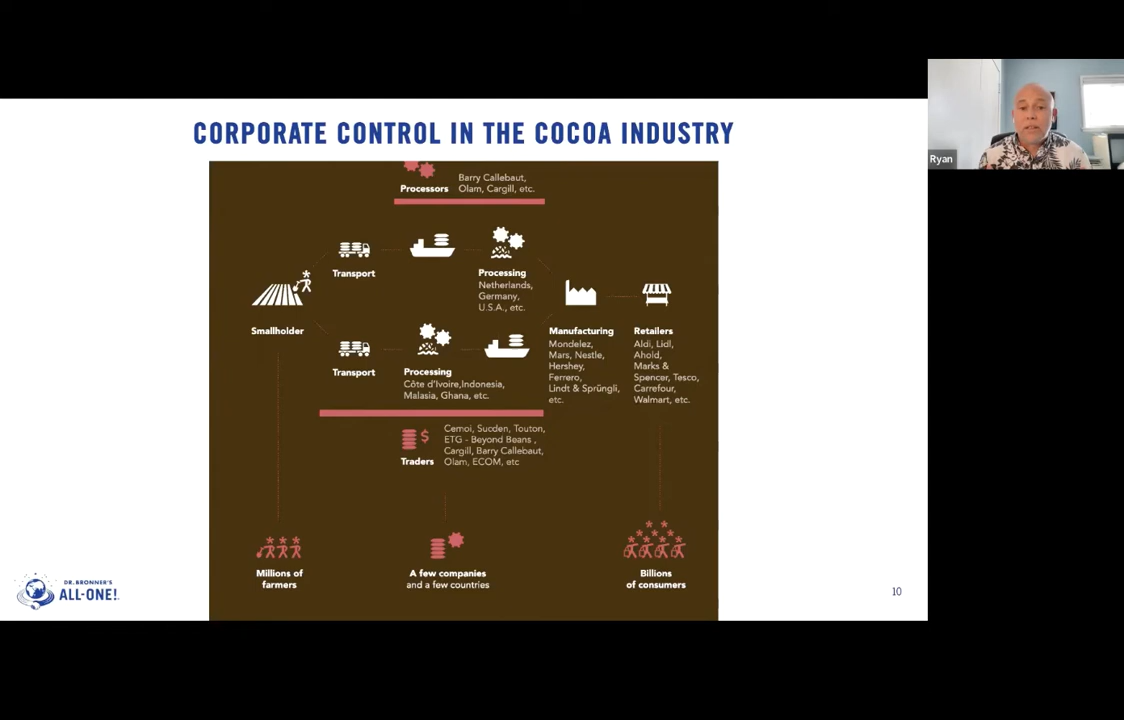 CORPORATE CONTROL IN THE COCOA INDUSTRY
Ryan
Processors
Barry Callebaut,
Olam, Cargill, etc.
Transport
Processing
Netherlands,
Germany,
U.S.A., etc.
Smallholder
Transport
Processing
Côte d'Ivoire,Indonesia,
Malasia, Ghana, etc.
Manufacturing
Mondelez,
Mars, Nestle,
Hershey,
Ferrero,
Lindt & Sprüngli,
etc.
Retailers
Aldi, Lidl,
Ahold,
Marks &
Spencer, Tesco,
Carrefour,
Walmart, etc.
$
Traders
Cemoi, Sucden, Touton,
ETG - Beyond Beans ,
Cargill, Barry Callebaut,
Olam, ECOM, etc
Millions of
farmers
A few companies
and a few countries
Billions
of consumers
DR. BRONNER'S
ALL-ONE!
10